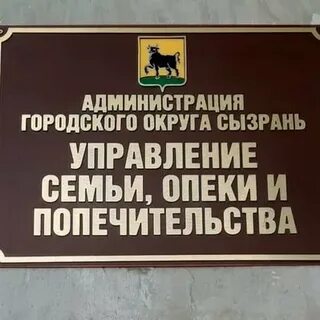 АДМИНИСТРАЦИЯ
ГОРОДСКОГО ОКРУГА СЫЗРАНЬ
УПРАВЛЕНИЕ
СЕМЬИ, ОПЕКИ И
ПОПЕЧИТЕЛЬСТВА